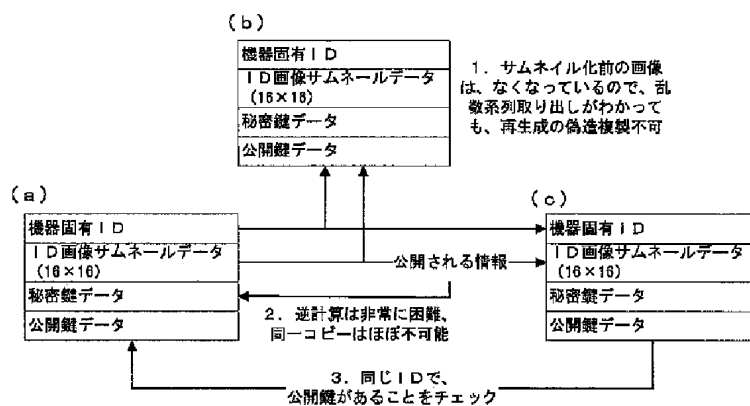 (b)
機器固有ID
ID画像サムネールデータ
(16×16)
秘密鍵データ
公開鍵データ
1. サムネイル化前の画像
は、なくなっているので、乱
数系列取り出しがわかって
も、再生成の偽造複製不可
(a)
機器固有ID
ID画像サムネールデータ
(16×16)
秘密鍵データ
公開鍵データ
公開される情報
2. 逆計算は非常に困難、
同一コピーはほぼ不可能
(c)
機器固有ID
ID画像サムネールデータ
(16×16)
秘密鍵データ
公開鍵データ
3. 同じIDで、
公開鍵があることをチェック